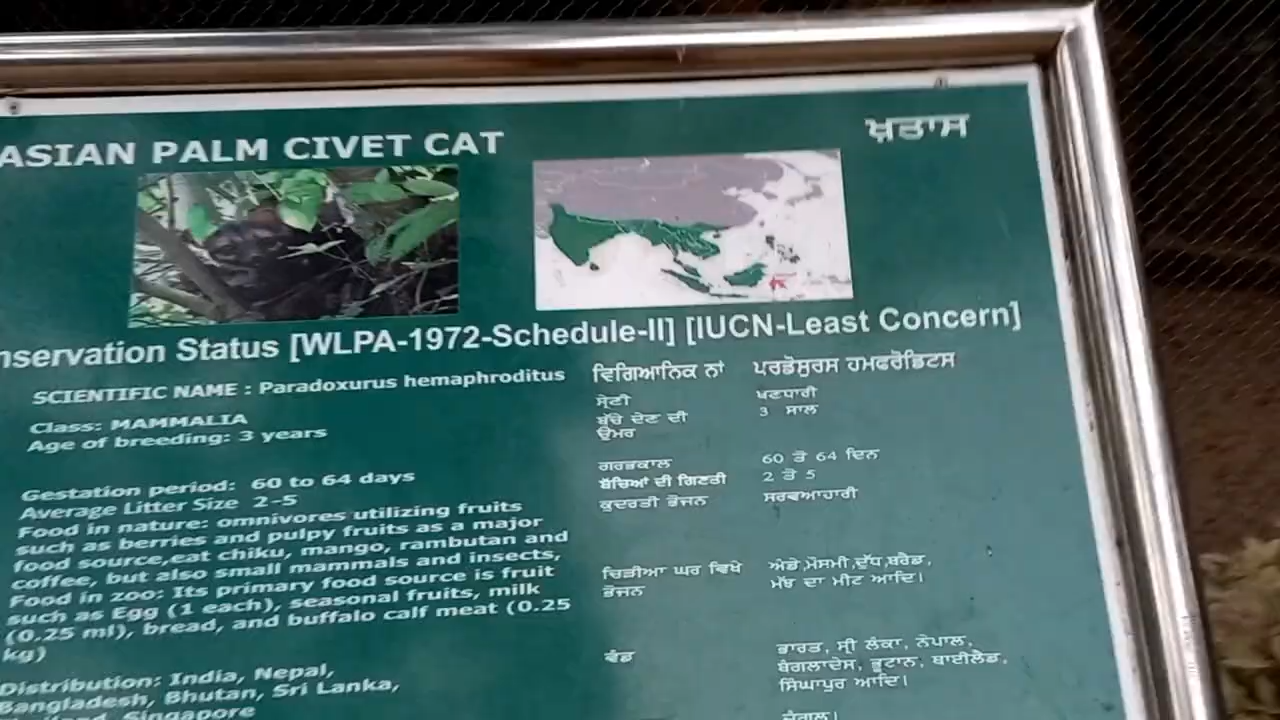 ASIAN PALM CIVET CAT
ਖ਼ਤਾਸ
nservation Status [WLPA-1972-Schedule-II] [IUCN-Least Concern]
SCIENTIFIC NAME : Paradoxurus hemaphroditus
Class: MAMMALIA
Age of breeding: 3 years
Gestation period: 60 to 64 days
Average Litter Size 2-5
Food in nature: omnivores utilizing fruits
such as berries and pulpy fruits as a major
food source,eat chiku, mango, rambutan and
coffee, but also small mammals and insects,
Food in zoo: Its primary food source is fruit
such as Egg (1 each), seasonal fruits, milk
(0.25 ml), bread, and buffalo calf meat (0.25
kg)
Distribution: India, Nepal,
Bangladesh, Bhutan, Sri Lanka,
Singapore
ਵਿਗਿਆਨਿਕ ਨਾਂ ਪਰਡੋਸੁਰਸ ਹਮਫਰੋਡਿਟਸ
ਸ਼੍ਰੇਣੀ ਥਣਧਾਰੀ
ਬੱਚੇ ਦੇਣ ਦੀ 3 ਸਾਲ
ਉਮਰ
ਗਰਭਕਾਲ 60 ਤੋ 64 ਦਿਨ
ਬੱਚਿਆਂ ਦੀ ਗਿਣਤੀ 2 ਤੋ 5
ਕੁਦਰਤੀ ਭੋਜਨ ਸਰਵਆਹਾਰੀ
ਚਿੜੀਆ ਘਰ ਵਿਖੇ ਅੰਡੇ,ਮੌਸਮੀ,ਦੁੱਧ,ਬਰੈਡ,
ਭੋਜਨ ਮੱਝ ਦਾ ਮੀਟ ਆਦਿ।
ਵੰਡ ਭਾਰਤ, ਸ੍ਰੀ ਲੰਕਾ, ਨੇਪਾਲ,
ਬੰਗਲਾਦੇਸ, ਭੂਟਾਨ, ਥਾਈਲੈਡ,
ਸਿੰਘਾਪੁਰ ਆਦਿ।
ਜੰਗਲ।